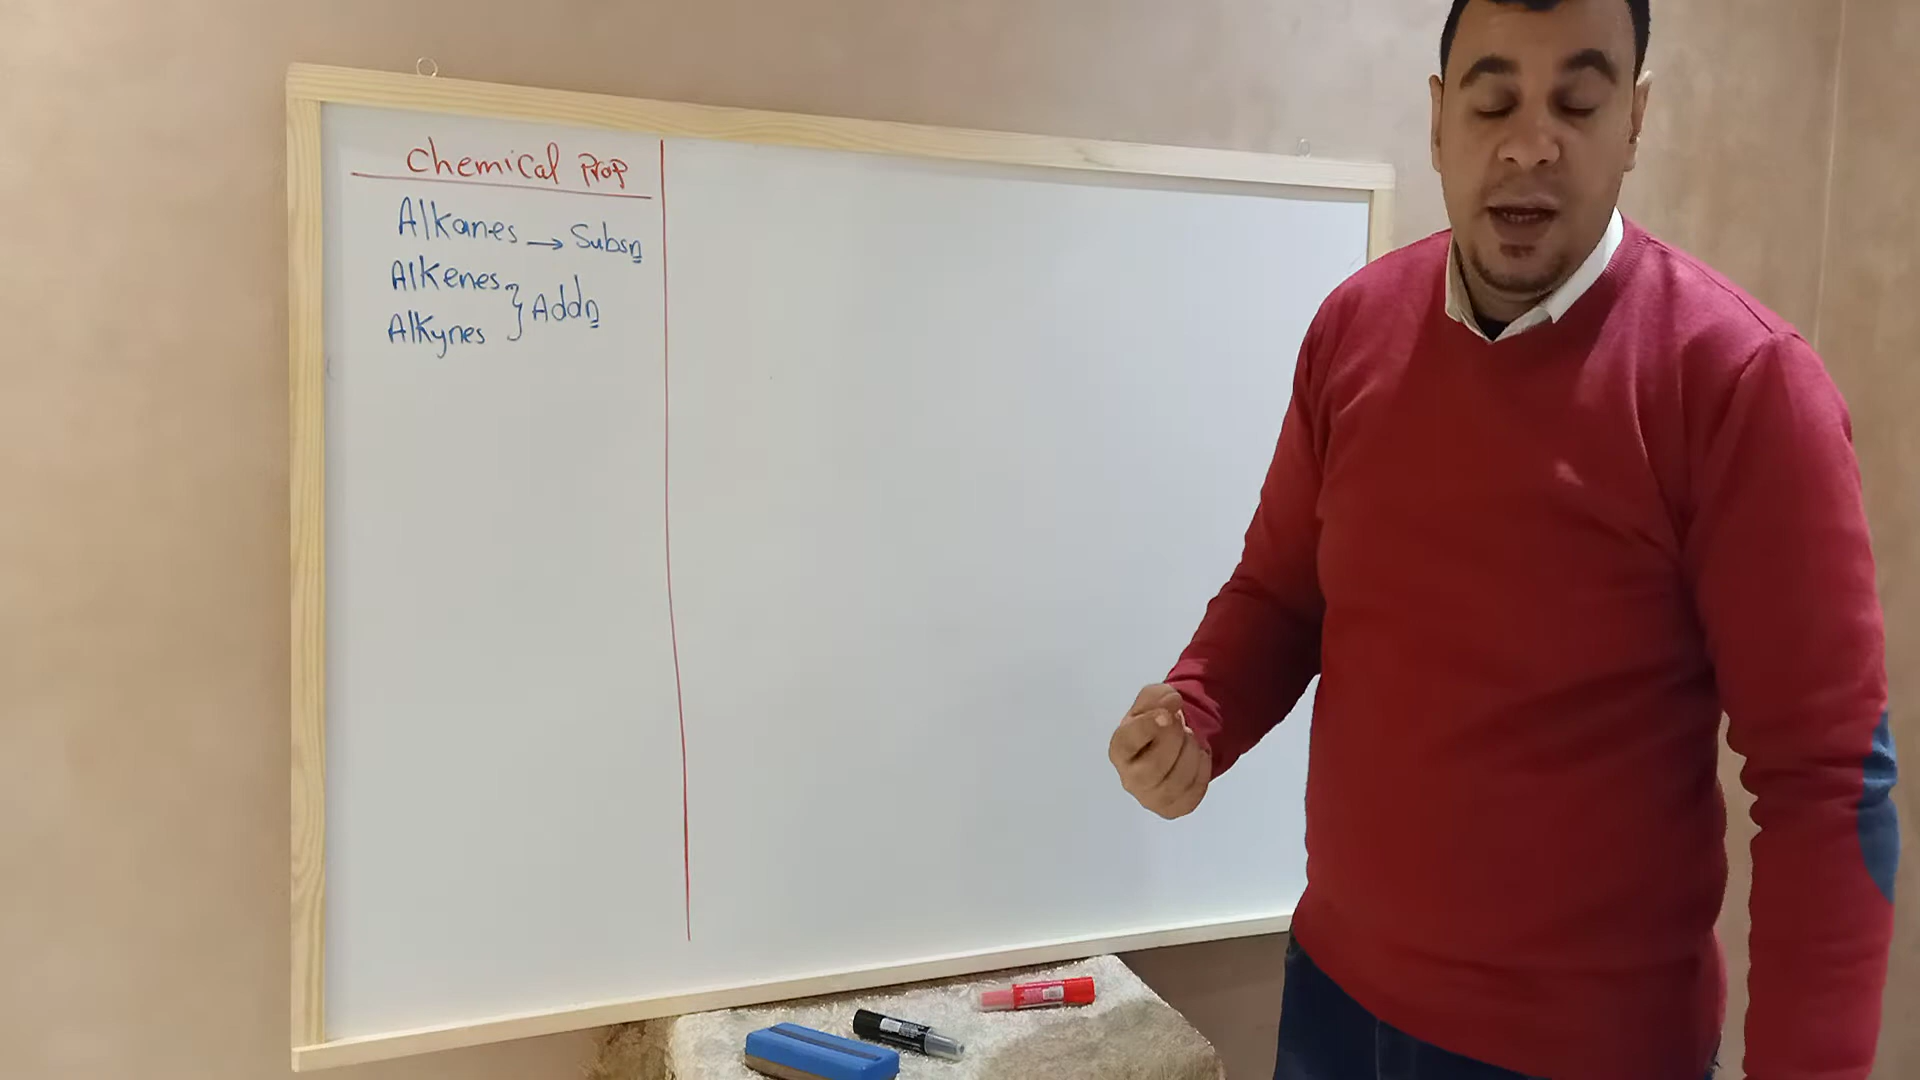 Chemical Prop
Alkanes → Subsn
Alkenes
} Addn
Alkynes